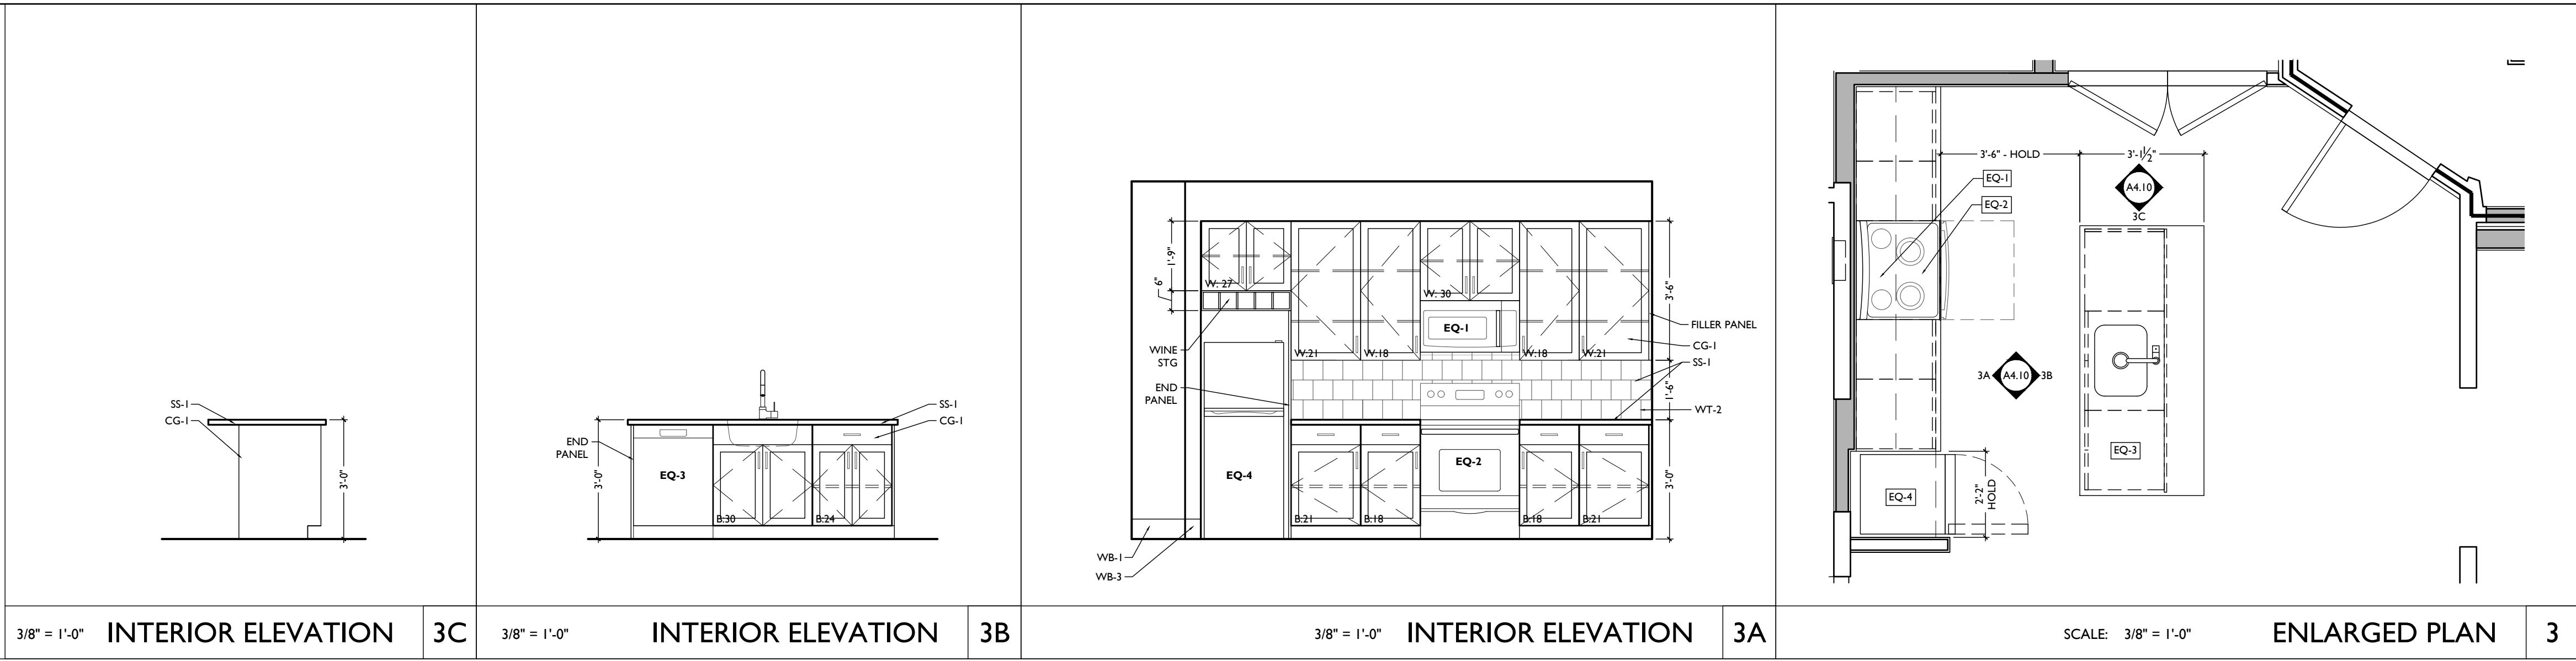 SS-1
CG-1
3'-0"
3/8" = 1'-0"
INTERIOR ELEVATION
3C
END
PANEL
3'-0"
EQ-3
B:30
B:24
SS-1
CG-1
3/8" = 1'-0"
INTERIOR ELEVATION
3B
1'-9"
6"
W: 27
W: 30
EQ-1
3'-6"
FILLER PANEL
CG-1
SS-1
WINE
STG
W:21
W:18
W:18
W:21
END
PANEL
1'-6"
WT-2
EQ-4
EQ-2
3'-0"
B:21
B:18
B:18
B:21
WB-1
WB-3
3/8" = 1'-0"
INTERIOR ELEVATION
3A
3'-6" - HOLD
3'-1½"
EQ-1
EQ-2
A4.10
3C
3A
A4.10
3B
EQ-3
EQ-4
2'-2"
HOLD
SCALE: 3/8" = 1'-0"
ENLARGED PLAN
3